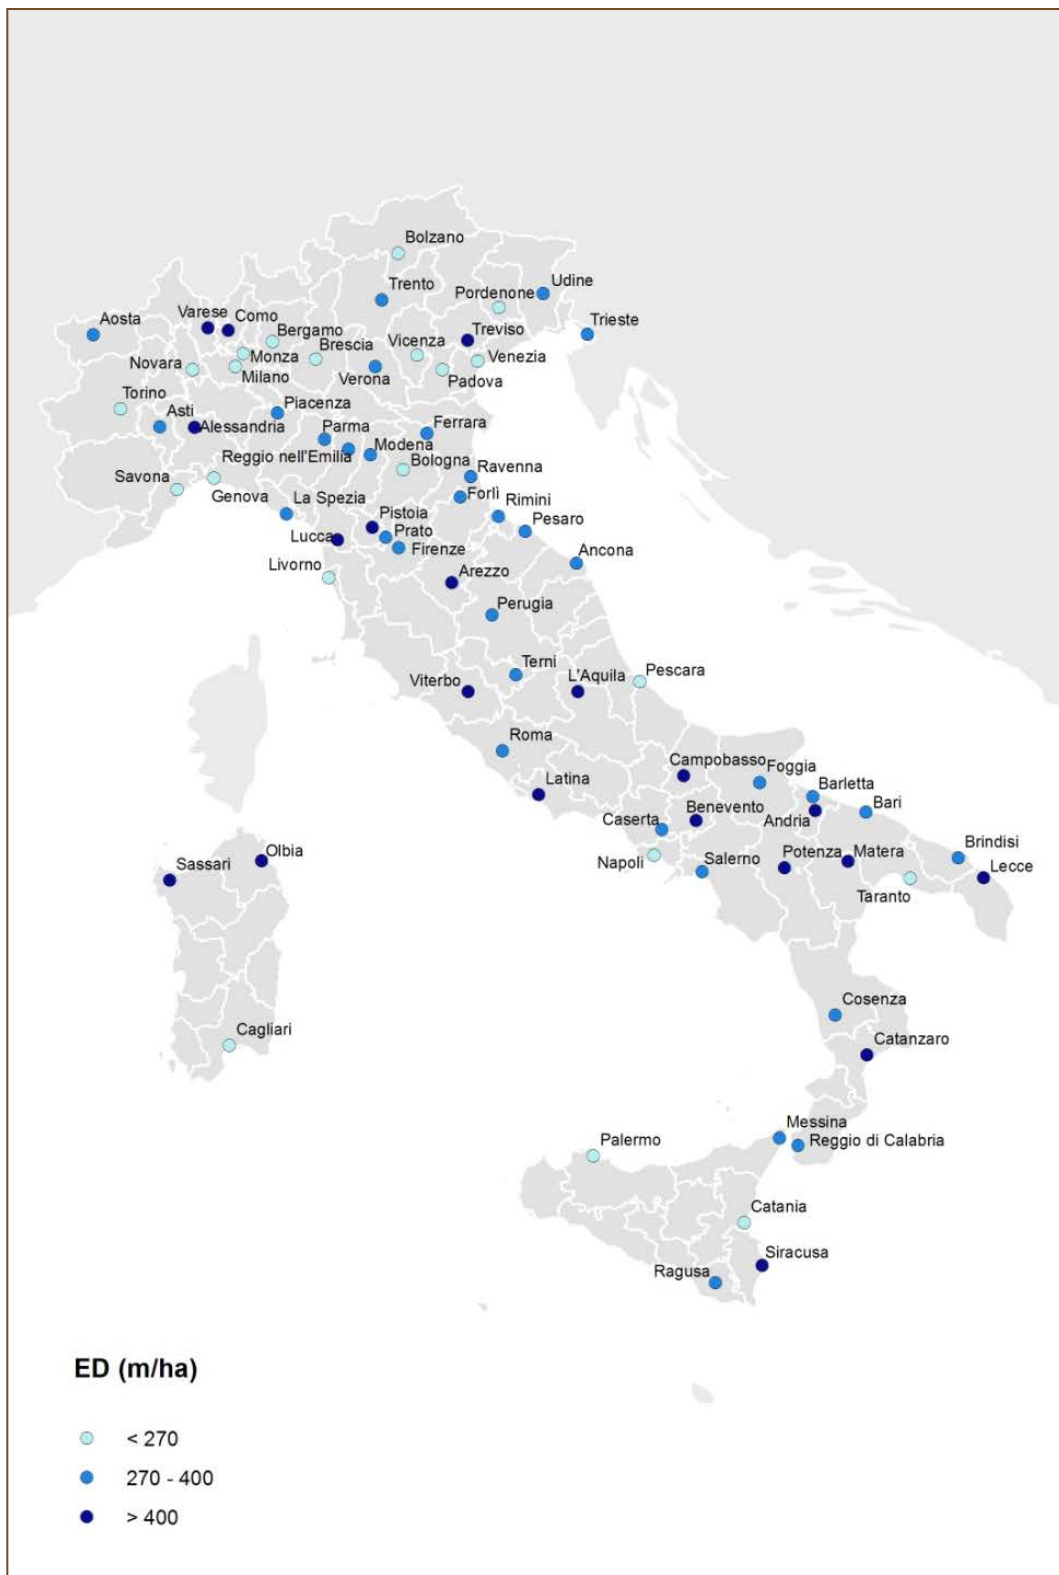 Bolzano
Trento
Udine
Pordenone
Aosta
Varese
Como
Treviso
Trieste
Bergamo
Brescia
Vicenza
Venezia
Novara
Monza
Milano
Verona
Padova
Torino
Asti
Piacenza
Alessandria
Parma
Ferrara
Reggio nell'Emilia
Modena
Bologna
Savona
Ravenna
Genova
La Spezia
Forlì
Rimini
Pistoia
Pesaro
Lucca
Prato
Firenze
Ancona
Livorno
Arezzo
Perugia
Terni
Viterbo
L'Aquila
Pescara
Roma
Campobasso
Foggia
Latina
Barletta
Benevento
Bari
Caserta
Andria
Olbia
Sassari
Napoli
Salerno
Potenza
Matera
Brindisi
Lecce
Taranto
Cosenza
Cagliari
Catanzaro
Messina
Palermo
Reggio di Calabria
Catania
Siracusa
Ragusa
ED (m/ha)
< 270
270 - 400
> 400